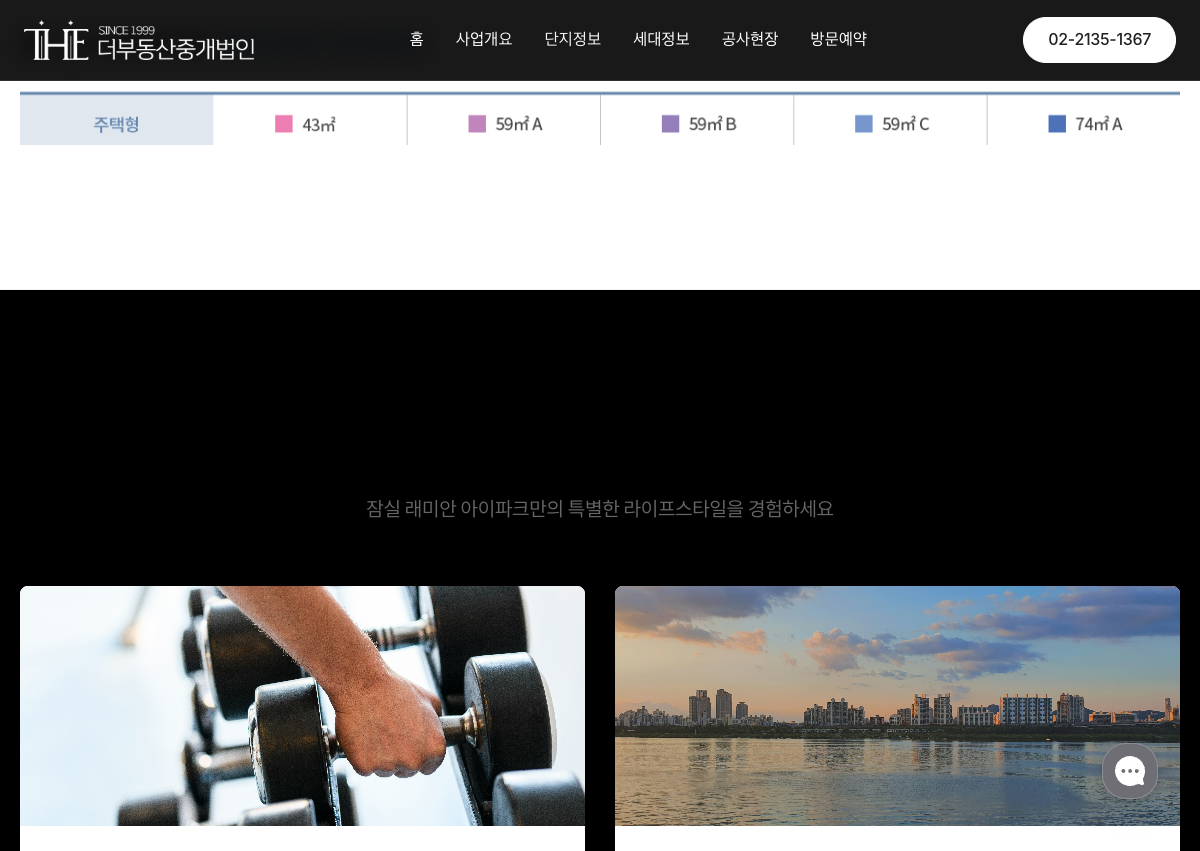 THE
SINCE 1999
더부동산중개법인
홈 사업개요 단지정보 세대정보 공사현장 방문예약
02-2135-1367
주택형 43㎡ 59㎡ A 59㎡ B 59㎡ C 74㎡ A
잠실 래미안 아이파크만의 특별한 라이프스타일을 경험하세요